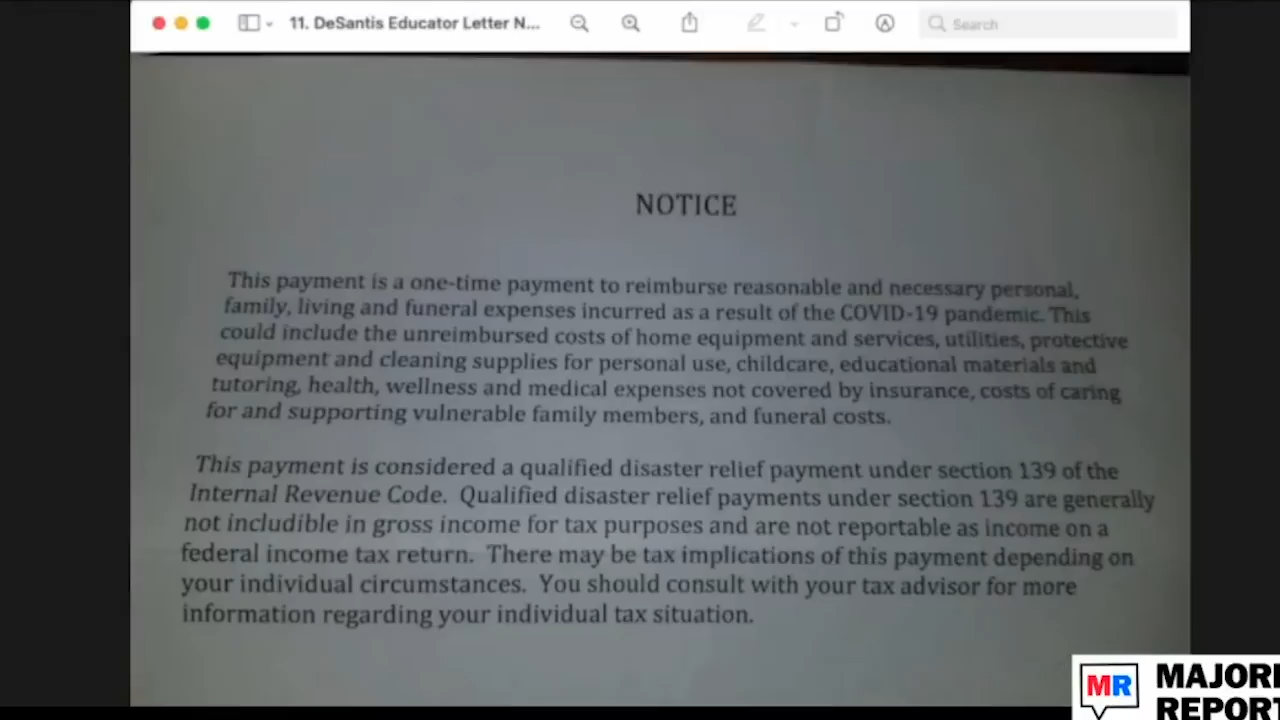 11. DeSantis Educator Letter N...
Search
NOTICE
This payment is a one-time payment to reimburse reasonable and necessary personal,
family, living and funeral expenses incurred as a result of the COVID-19 pandemic. This
could include the unreimbursed costs of home equipment and services, utilities, protective
equipment and cleaning supplies for personal use, childcare, educational materials and
tutoring, health, wellness and medical expenses not covered by insurance, costs of caring
for and supporting vulnerable family members, and funeral costs.
This payment is considered a qualified disaster relief payment under section 139 of the
Internal Revenue Code. Qualified disaster relief payments under section 139 are generally
not includible in gross income for tax purposes and are not reportable as income on a
federal income tax return. There may be tax implications of this payment depending on
your individual circumstances. You should consult with your tax advisor for more
information regarding your individual tax situation.
MR
MAJORI
REPORT